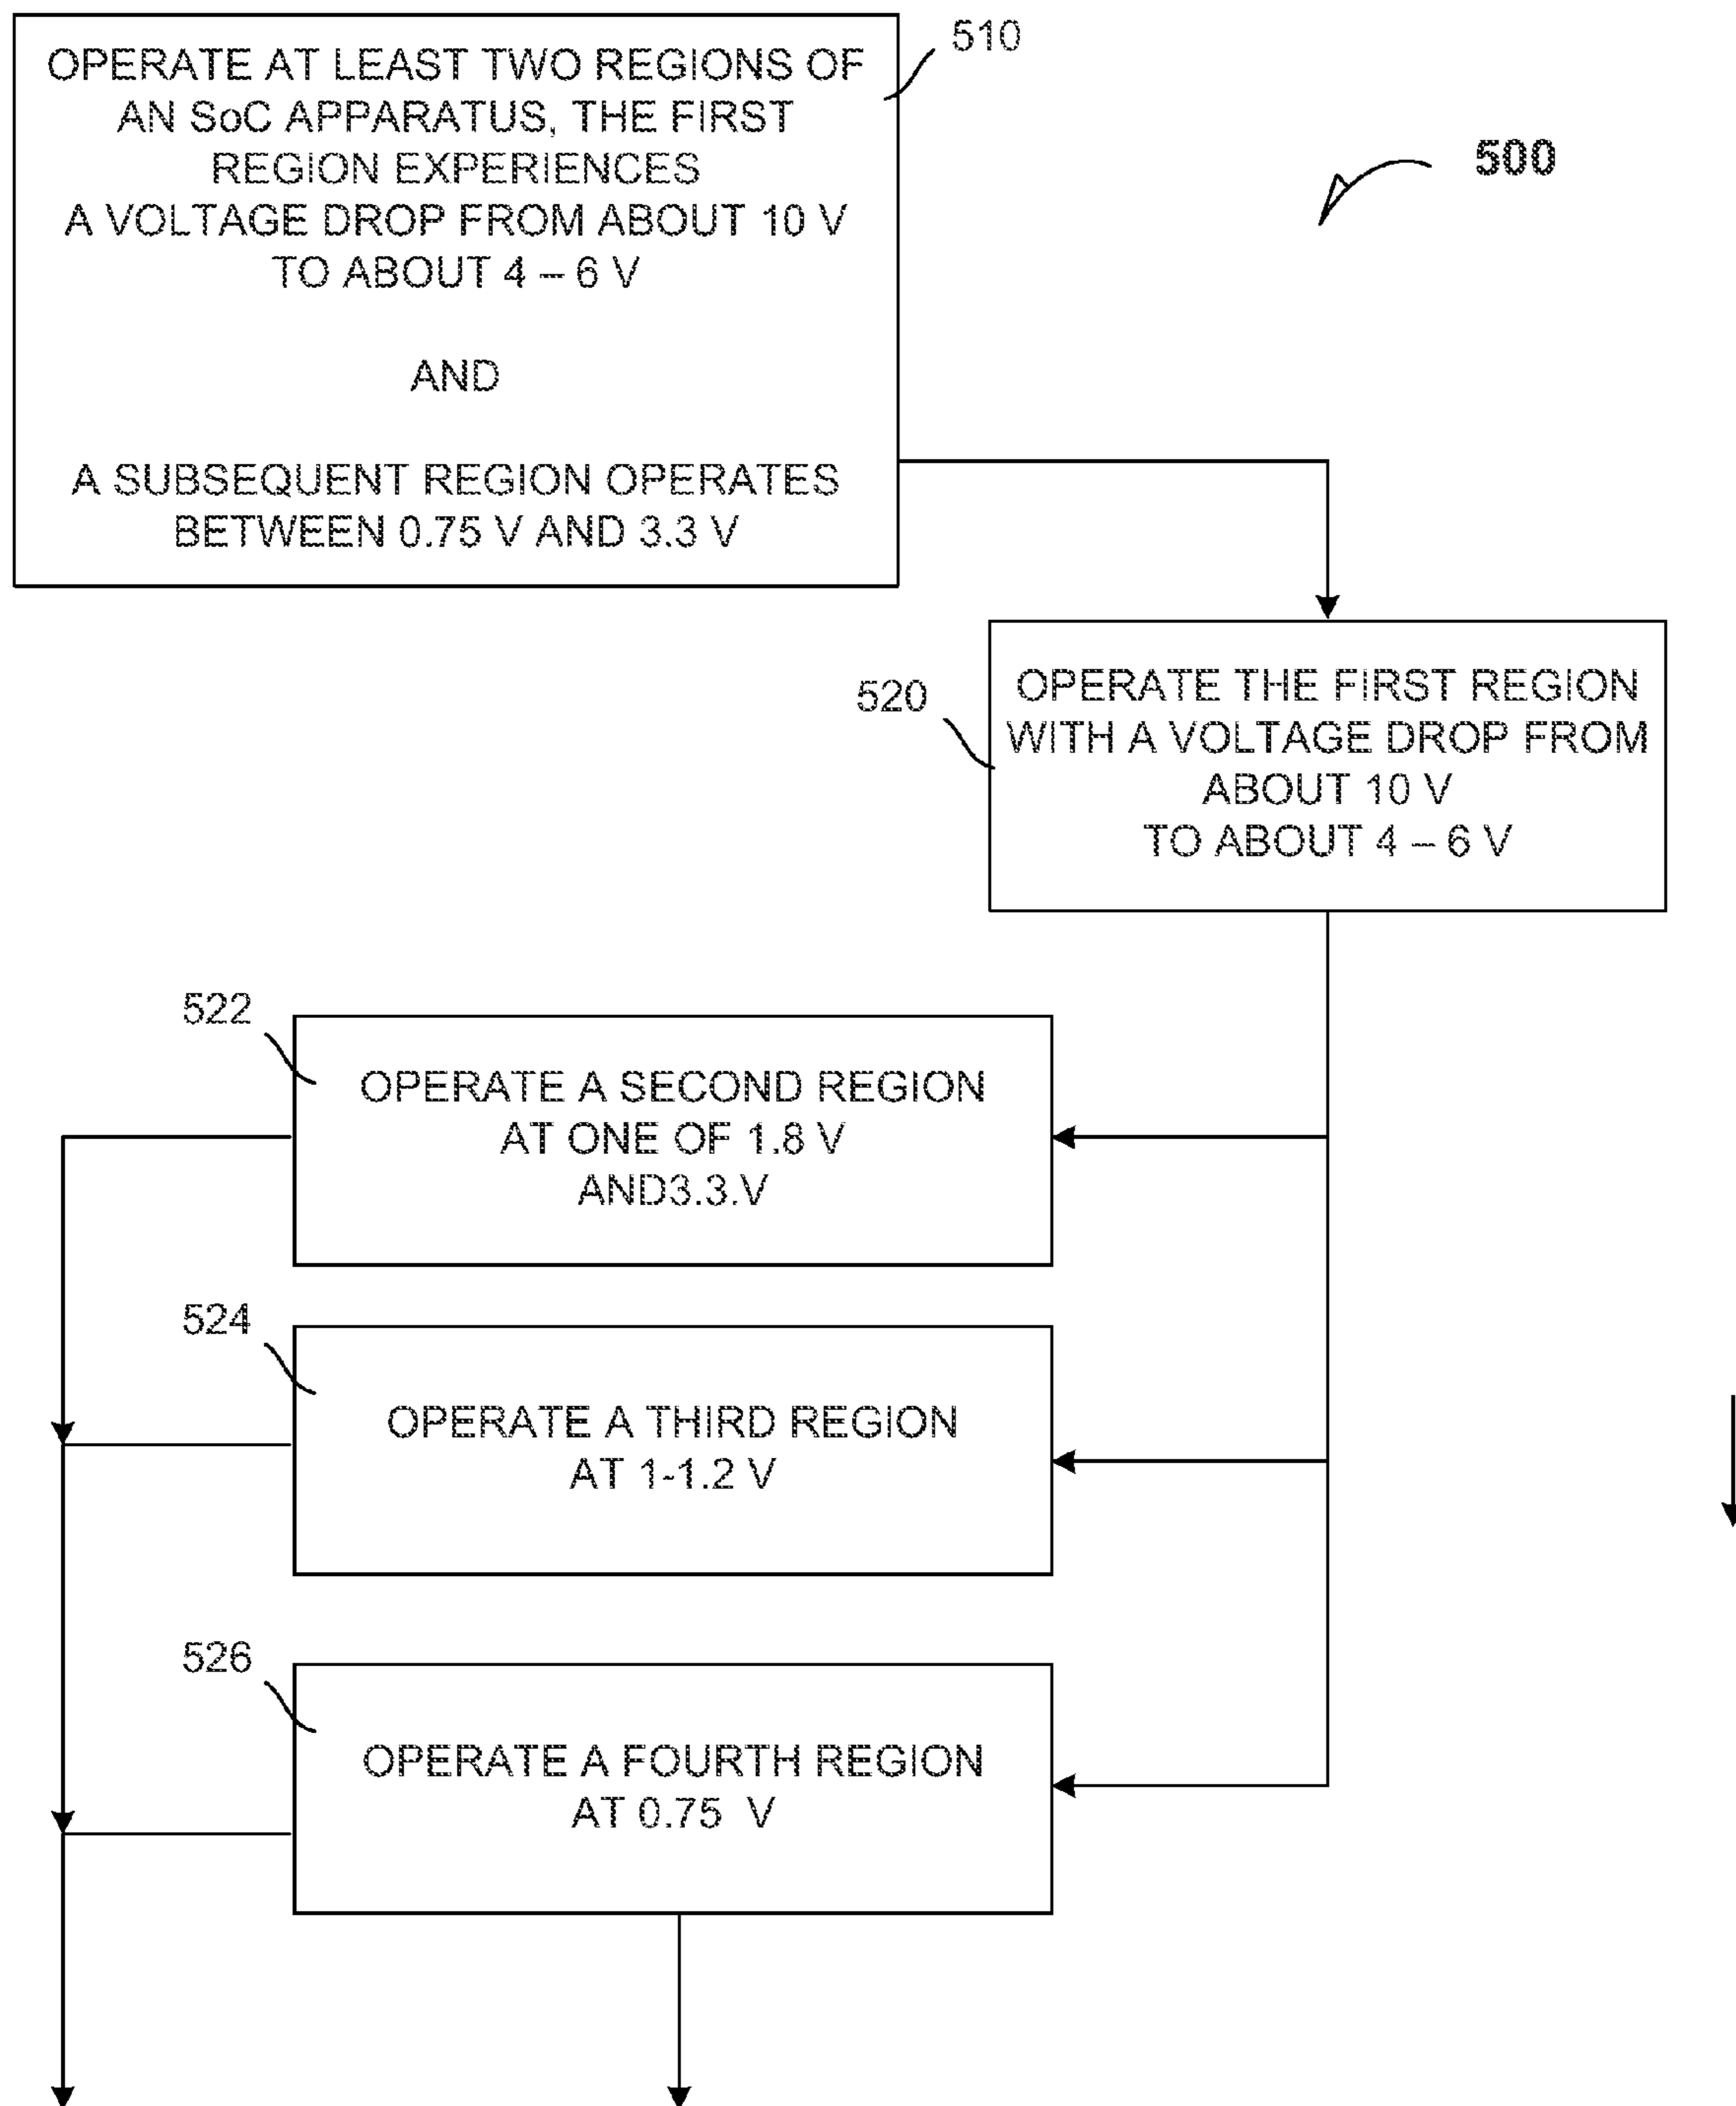 OPERATE AT LEAST TWO REGIONS OF
AN SoC APPARATUS, THE FIRST
REGION EXPERIENCES
A VOLTAGE DROP FROM ABOUT 10 V
TO ABOUT 4 – 6 V
AND
A SUBSEQUENT REGION OPERATES
BETWEEN 0.75 V AND 3.3 V
510
500
520
OPERATE THE FIRST REGION
WITH A VOLTAGE DROP FROM
ABOUT 10 V
TO ABOUT 4 – 6 V
522
OPERATE A SECOND REGION
AT ONE OF 1.8 V
AND3.3.V
524
OPERATE A THIRD REGION
AT 1-1.2 V
526
OPERATE A FOURTH REGION
AT 0.75 V